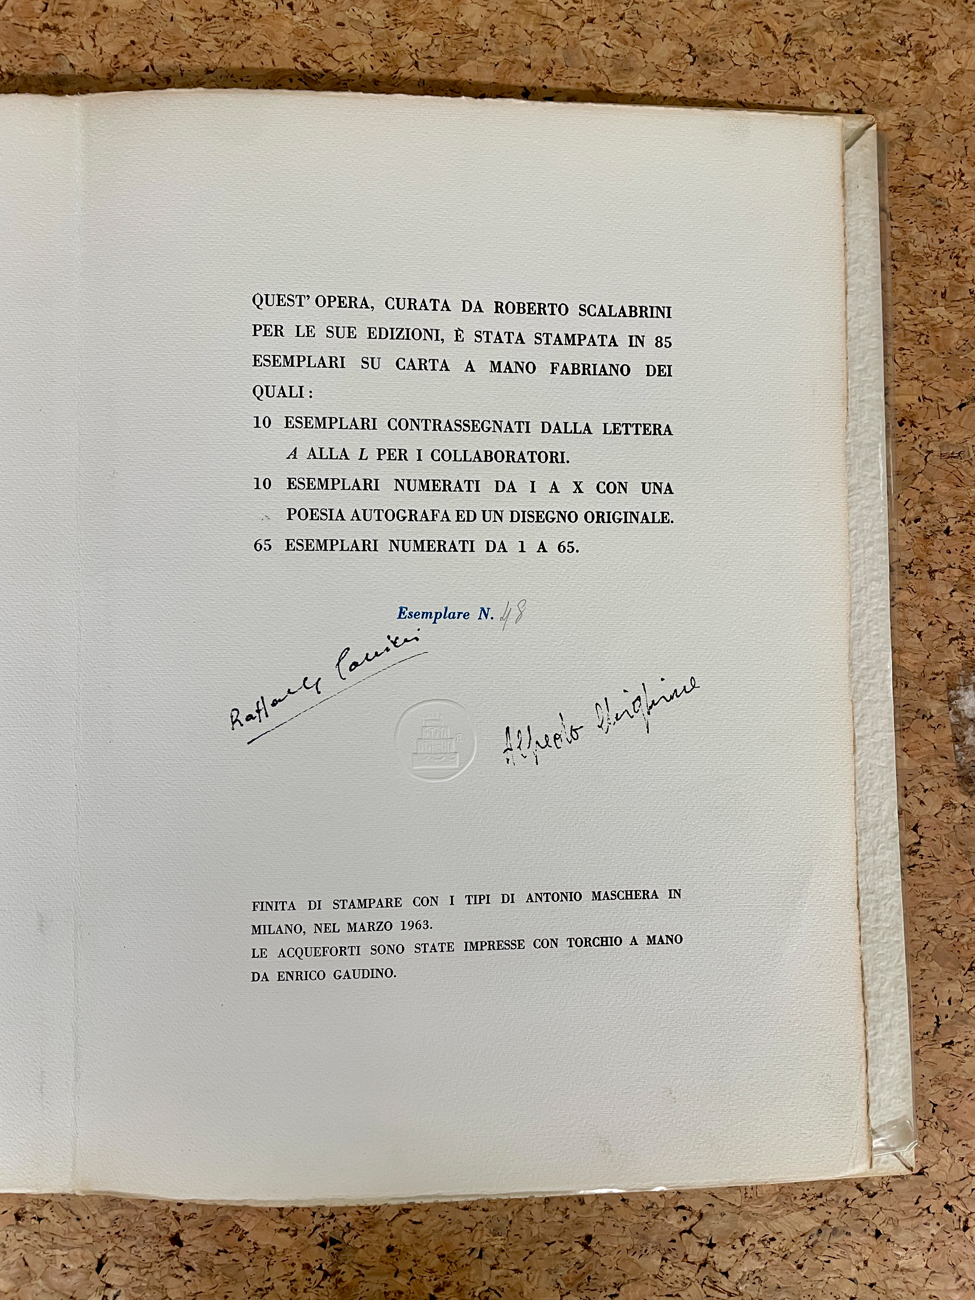 QUEST' OPERA, CURATA DA ROBERTO SCALABRINI
PER LE SUE EDIZIONI, È STATA STAMPATA IN 85
ESEMPLARI SU CARTA A MANO FABRIANO DEI
QUALI :
10 ESEMPLARI CONTRASSEGNATI DALLA LETTERA
A ALLA L PER I COLLABORATORI.
10 ESEMPLARI NUMERATI DA I A X CON UNA
POESIA AUTOGRAFA ED UN DISEGNO ORIGINALE.
65 ESEMPLARI NUMERATI DA 1 A 65.
Esemplare N. 48
Alfredo
FINITA DI STAMPARE CON I TIPI DI ANTONIO MASCHERA IN
MILANO, NEL MARZO 1963.
LE ACQUEFORTI SONO STATE IMPRESSE CON TORCHIO A MANO
DA ENRICO GAUDINO.